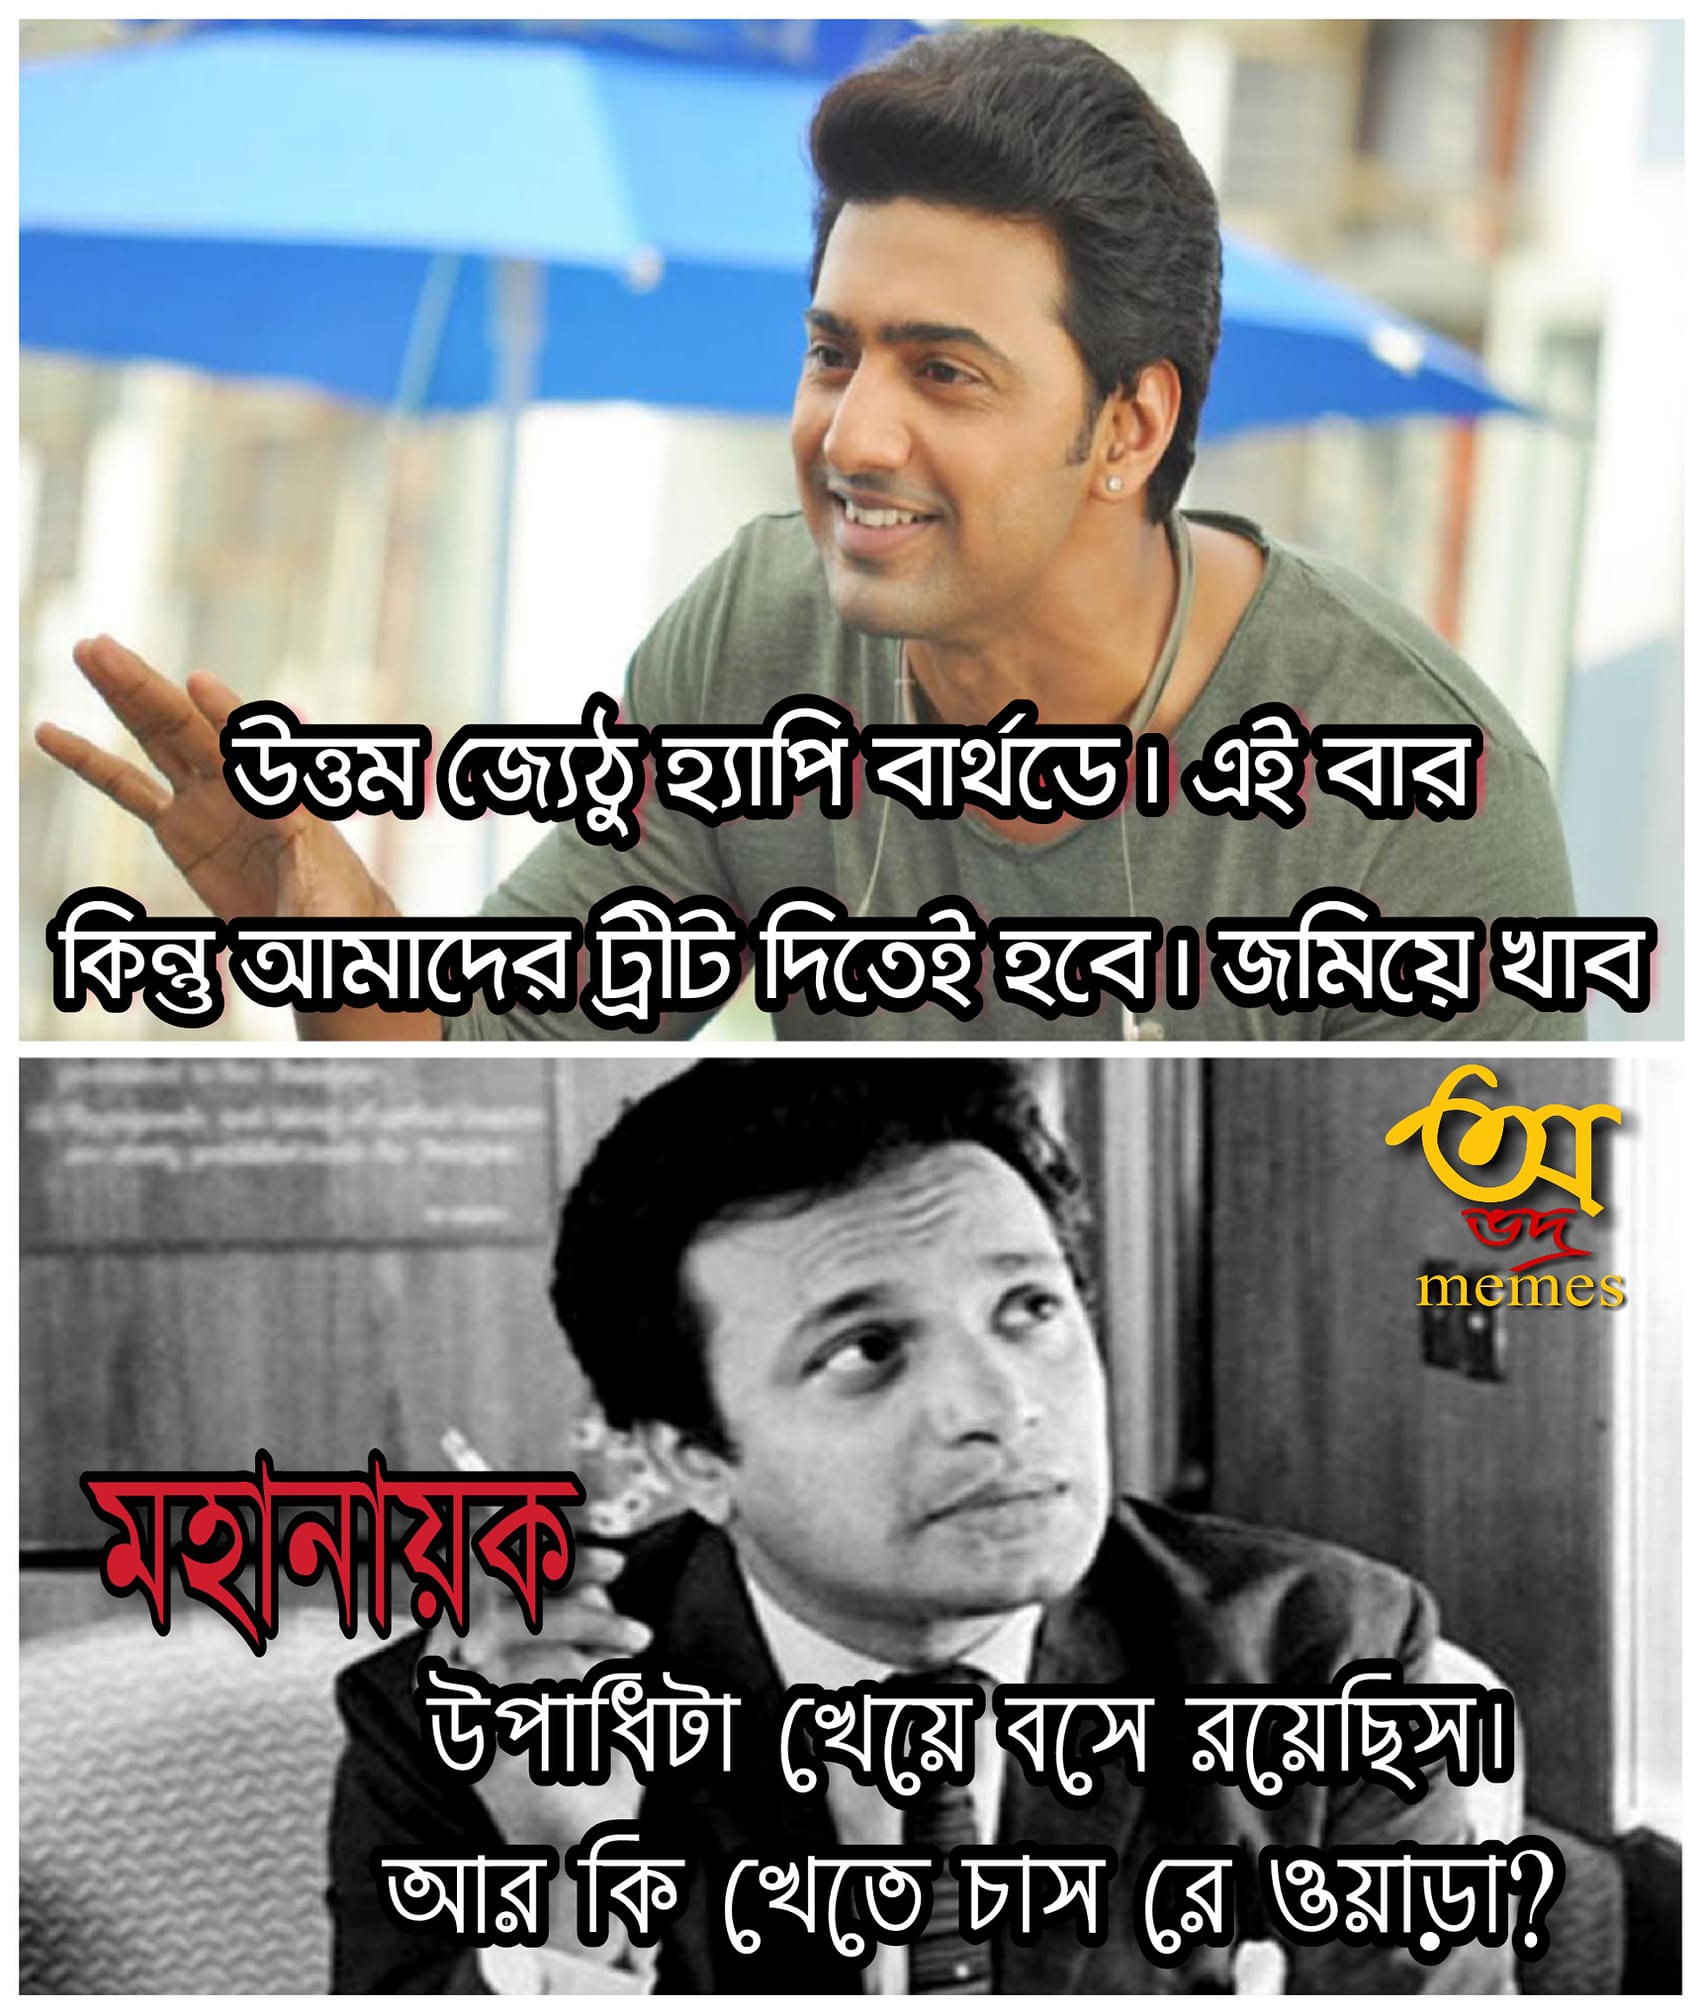 উত্তম জ্যেঠু হ্যাপি বার্থডে। এই বার
কিন্তু আমাদের ট্রীট দিতেই হবে। জমিয়ে খাব
অ
ভদ্র
memes
মহানায়ক
উপাধিটা খেয়ে বসে রয়েছিস।
আর কি খেতে চাস রে ওয়াড়া?